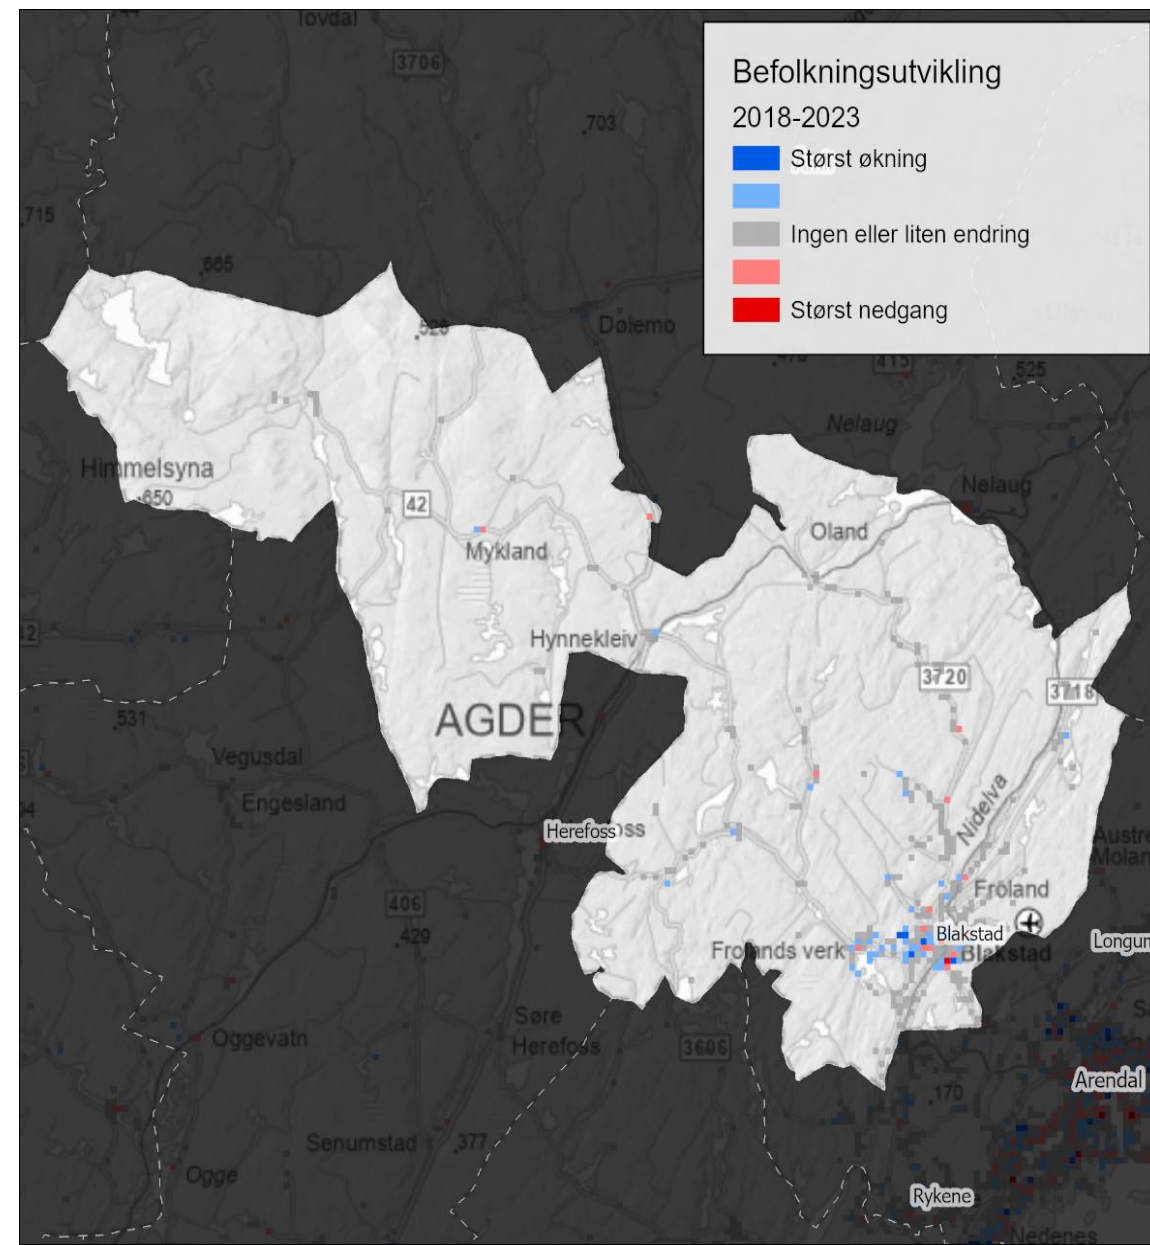 Tovdal
3706
Befolkningsutvikling
2018-2023
Størst økning
Ingen eller liten endring
Størst nedgang
703
715
665
526
Dølemo
415
525
Nelaug
Himmelsyna
650
42
Nelaug
Oland
Mykland
Hynnekleiv
3720
3718
AGDER
531
Vegusdal
Engesland
Nidelva
Herefoss
Austre
Moland
406
429
Frøland
Blakstad
Frolands verk
Blakstad
Longum
Søre
Herefoss
Oggevatn
3606
Arendal
170
Senumstad
377
Ogge
Rykene
Nedenes